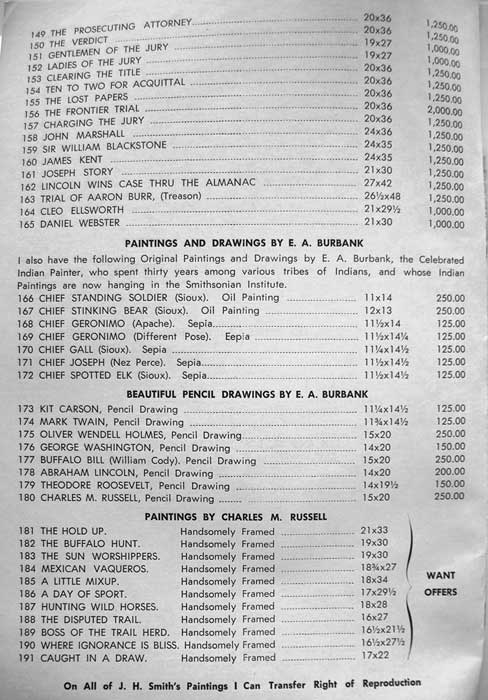 149 THE PROSECUTING ATTORNEY 20x36 1,250.00
150 THE VERDICT 20x36 1,250.00
151 GENTLEMEN OF THE JURY 19x27 1,000.00
152 LADIES OF THE JURY 19x27 1,000.00
153 CLEARING THE TITLE 20x36 1,250.00
154 TEN TO TWO FOR ACQUITTAL 20x36 1,250.00
155 THE LOST PAPERS 20x36 1,250.00
156 THE FRONTIER TRIAL 20x36 2,000.00
157 CHARGING THE JURY 20x36 1,250.00
158 JOHN MARSHALL 24x36 1,250.00
159 SIR WILLIAM BLACKSTONE 24x35 1,250.00
160 JAMES KENT 24x35 1,250.00
161 JOSEPH STORY 21x30 1,250.00
162 LINCOLN WINS CASE THRU THE ALMANAC 27x42 1,250.00
163 TRIAL OF AARON BURR, (Treason) 26½x48 1,250.00
164 CLEO ELLSWORTH 21x29½ 1,000.00
165 DANIEL WEBSTER 21x30 1,000.00
PAINTINGS AND DRAWINGS BY E. A. BURBANK
I also have the following Original Paintings and Drawings by E. A. Burbank, the Celebrated
Indian Painter, who spent thirty years among various tribes of Indians, and whose Indian
Paintings are now hanging in the Smithsonian Institute.
166 CHIEF STANDING SOLDIER (Sioux). Oil Painting 11x14 250.00
167 CHIEF STINKING BEAR (Sioux). Oil Painting 12x13 250.00
168 CHIEF GERONIMO (Apache). Sepia 11½x14 125.00
169 CHIEF GERONIMO (Different Pose). Eepia 11½x14¼ 125.00
170 CHIEF GALL (Sioux). Sepia 11¼x14½ 125.00
171 CHIEF JOSEPH (Nez Perce). Sepia 11½x14½ 125.00
172 CHIEF SPOTTED ELK (Sioux). Sepia 11½x14½ 125.00
BEAUTIFUL PENCIL DRAWINGS BY E. A. BURBANK
173 KIT CARSON, Pencil Drawing 11¼x14½ 125.00
174 MARK TWAIN, Pencil Drawing 11¾x14½ 125.00
175 OLIVER WENDELL HOLMES, Pencil Drawing 15x20 250.00
176 GEORGE WASHINGTON, Pencil Drawing 14x20 150.00
177 BUFFALO BILL (William Cody). Pencil Drawing 15x20 250.00
178 ABRAHAM LINCOLN, Pencil Drawing 14x20 200.00
179 THEODORE ROOSEVELT, Pencil Drawing 14x19½ 150.00
180 CHARLES M. RUSSELL, Pencil Drawing 15x20 250.00
PAINTINGS BY CHARLES M. RUSSELL
181 THE HOLD UP. Handsomely Framed 21x33
182 THE BUFFALO HUNT. Handsomely Framed 19x30
183 THE SUN WORSHIPPERS. Handsomely Framed 19x30
184 MEXICAN VAQUEROS. Handsomely Framed 18¾x27
185 A LITTLE MIXUP. Handsomely Framed 18x34 WANT
186 A DAY OF SPORT. Handsomely Framed 17x29½ OFFERS
187 HUNTING WILD HORSES. Handsomely Framed 18x28
188 THE DISPUTED TRAIL. Handsomely Framed 16x27
189 BOSS OF THE TRAIL HERD. Handsomely Framed 16½x21½
190 WHERE IGNORANCE IS BLISS. Handsomely Framed 16½x27½
191 CAUGHT IN A DRAW. Handsomely Framed 17x22
On All of J. H. Smith's Paintings I Can Transfer Right of Reproduction